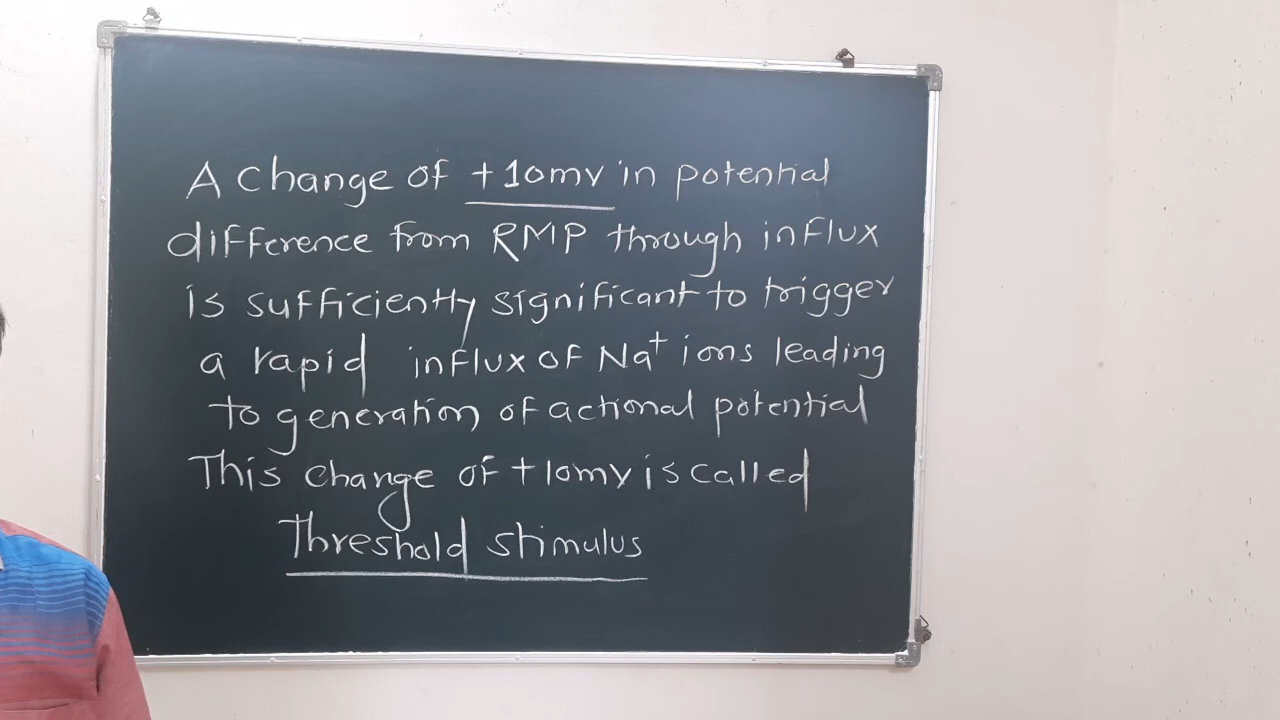 A change of +10mv in potential
difference from RMP through influx
is sufficiently significant to trigger
a rapid influx of Na⁺ ions leading
to generation of actional potential
This change of +10mv is called
Threshold stimulus